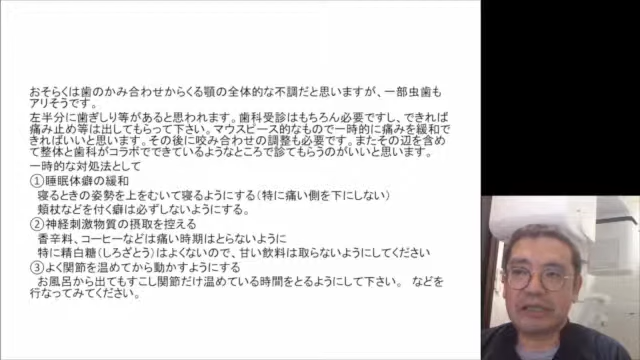 おそらくは歯のかみ合わせからくる顎の全体的な不調だと思いますが、一部虫歯も
アリそうです。
左半分に歯ぎしり等があると思われます。歯科受診はもちろん必要ですし、できれば
痛み止め等は出してもらって下さい。マウスピース的なもので一時的に痛みを緩和で
きればいいと思います。その後に咬み合わせの調整も必要です。またその辺を含め
て整体と歯科がコラボでできているようなところで診てもらうのがいいと思います。
一時的な対処法として
①睡眠体癖の緩和
寝るときの姿勢を上をむいて寝るようにする（特に痛い側を下にしない）
頬杖などを付く癖は必ずしないようにする。
②神経刺激物質の摂取を控える
香辛料、コーヒーなどは痛い時期はとらないように
特に精白糖（しろざとう）はよくないので、甘い飲料は取らないようにしてください
③よく関節を温めてから動かすようにする
お風呂から出てもすこし関節だけ温めている時間をとるようにして下さい。 などを
行なってみてください。